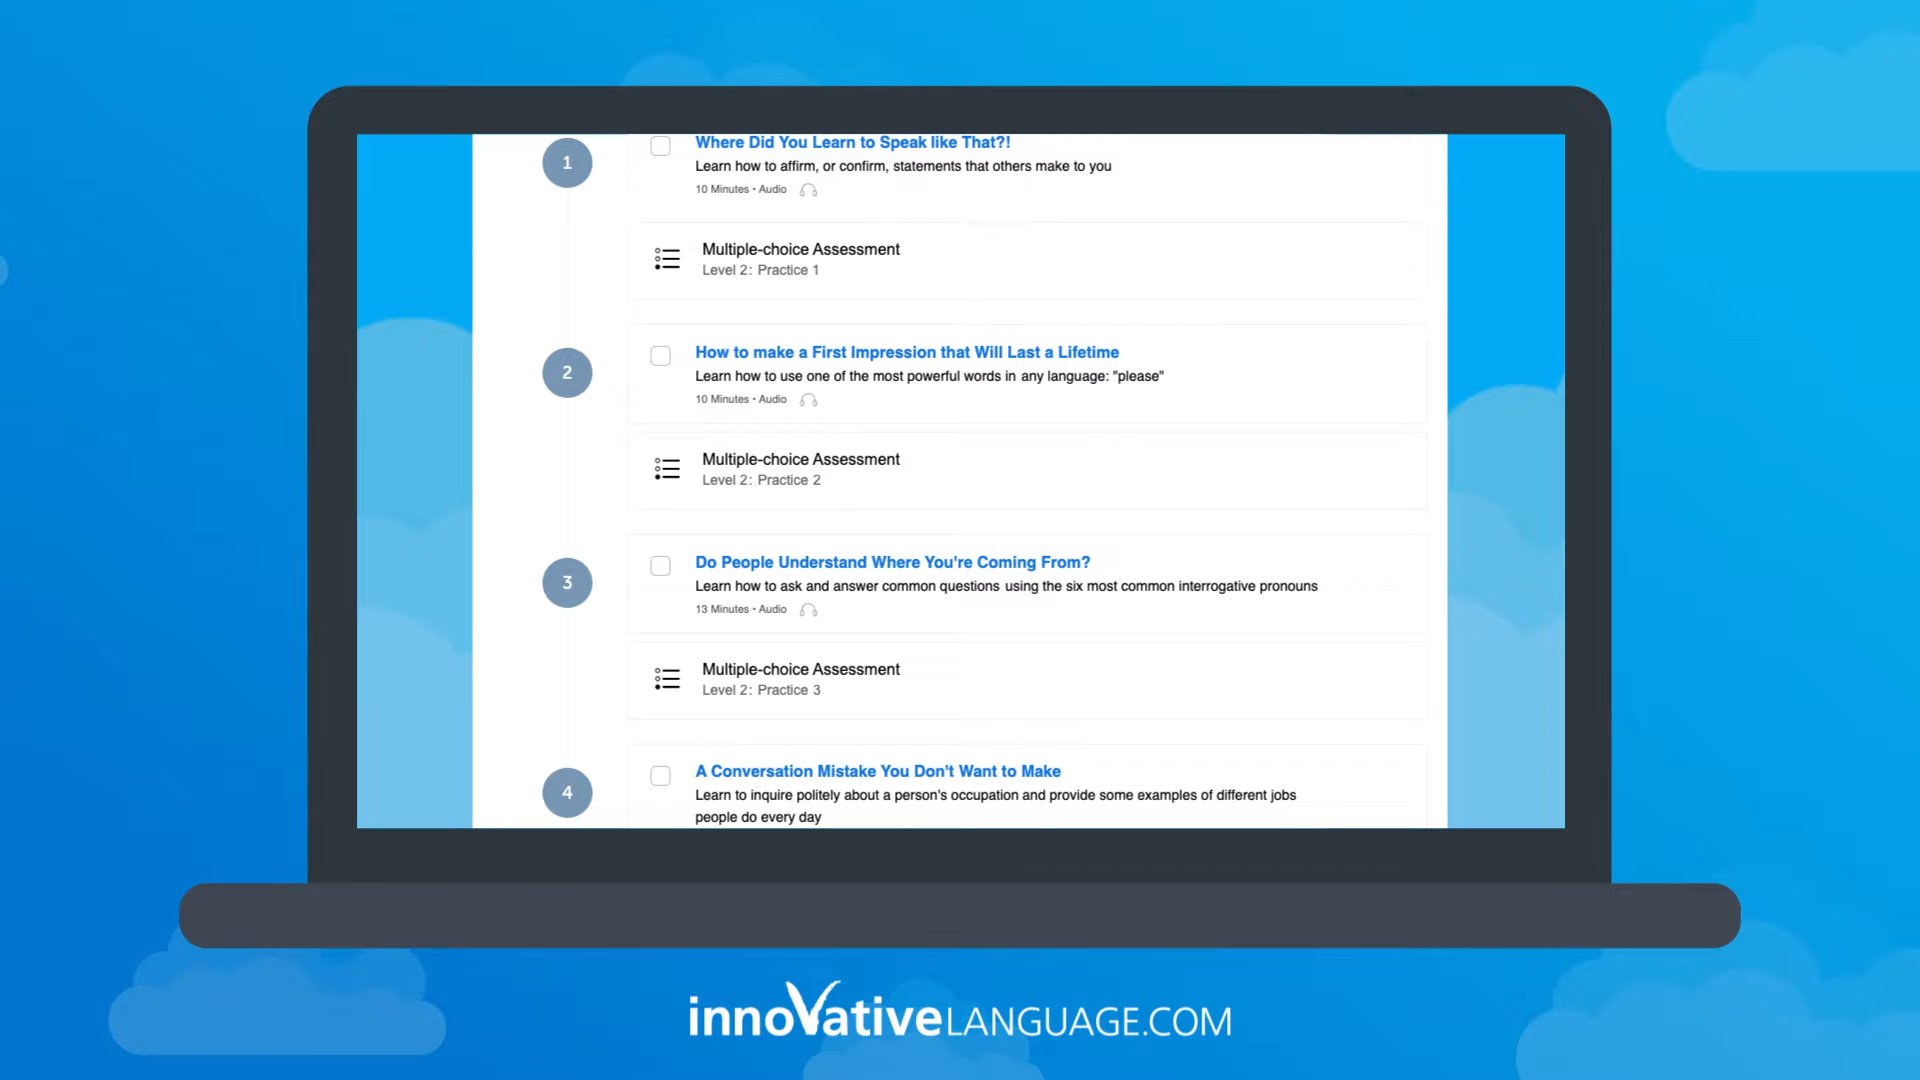 1
Where Did You Learn to Speak like That?!
Learn how to affirm, or confirm, statements that others make to you
10 Minutes • Audio
Multiple-choice Assessment
Level 2: Practice 1
2
How to make a First Impression that Will Last a Lifetime
Learn how to use one of the most powerful words in any language: "please"
10 Minutes • Audio
Multiple-choice Assessment
Level 2: Practice 2
3
Do People Understand Where You're Coming From?
Learn how to ask and answer common questions using the six most common interrogative pronouns
13 Minutes • Audio
Multiple-choice Assessment
Level 2: Practice 3
4
A Conversation Mistake You Don't Want to Make
Learn to inquire politely about a person's occupation and provide some examples of different jobs
people do every day
innoVativeLANGUAGE.COM